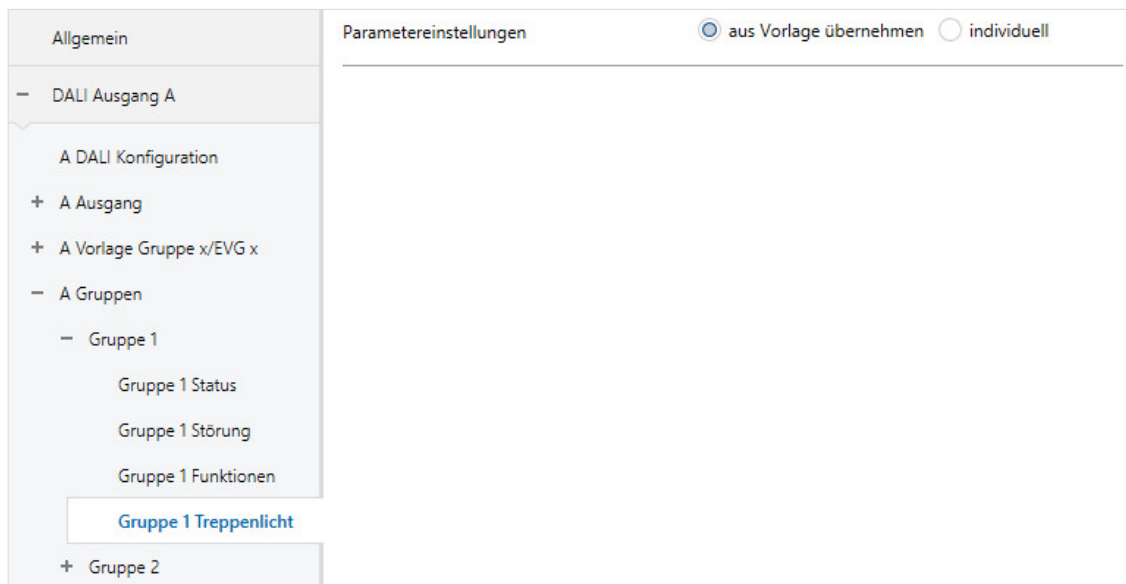 Allgemein
Parametereinstellungen aus Vorlage übernehmen individuell
DALI Ausgang A
A DALI Konfiguration
A Ausgang
A Vorlage Gruppe x/EVG x
A Gruppen
Gruppe 1
Gruppe 1 Status
Gruppe 1 Störung
Gruppe 1 Funktionen
Gruppe 1 Treppenlicht
Gruppe 2